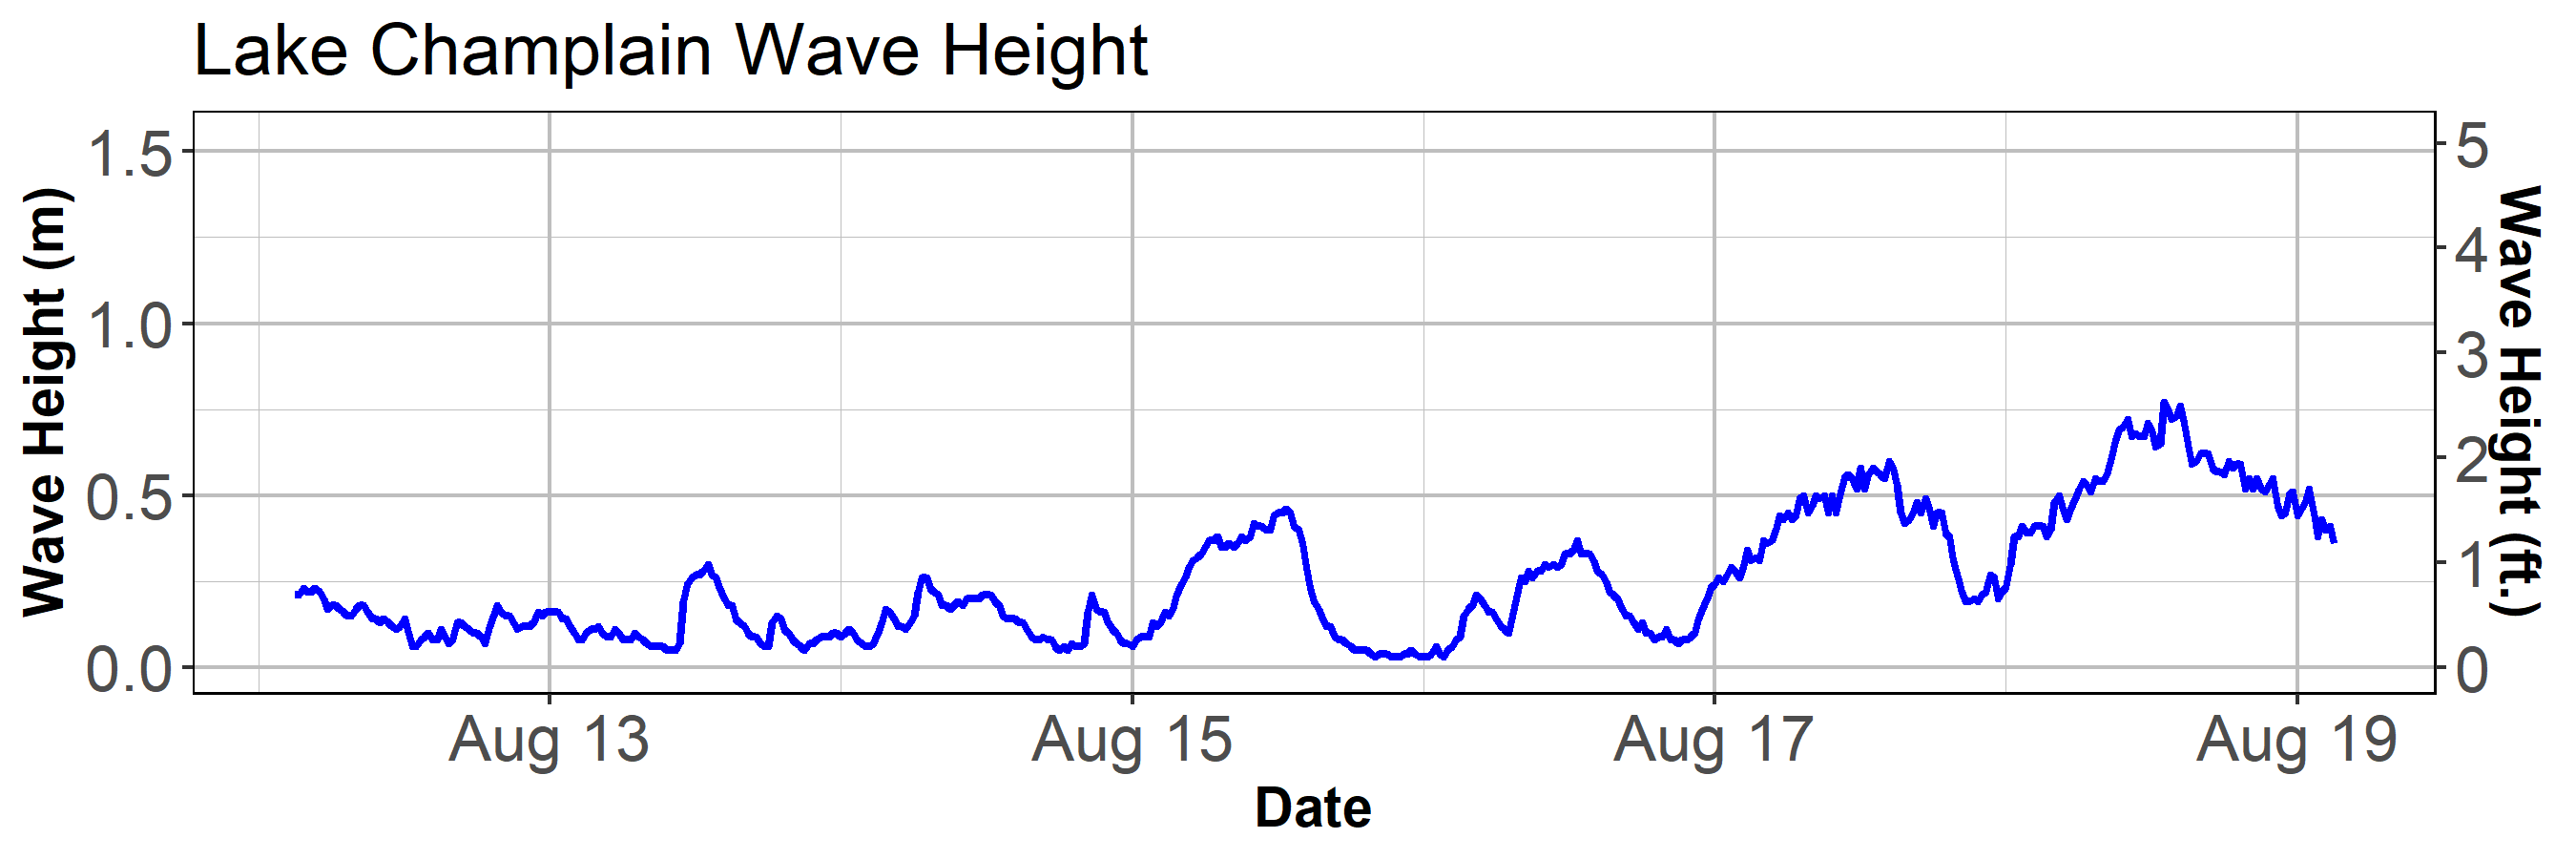 Lake Champlain Wave Height
Wave Height (m)
1.5
1.0
0.5
0.0
5
4
3
2
1
0
Wave Height (ft.)
Aug 13
Aug 15
Aug 17
Aug 19
Date